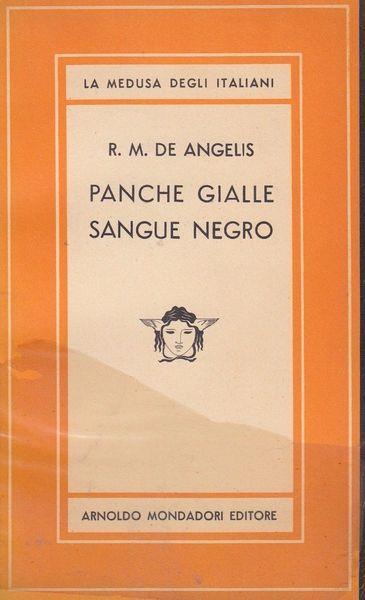 LA MEDUSA DEGLI ITALIANI
R. M. DE ANGELIS
PANCHE GIALLE
SANGUE NEGRO
ARNOLDO MONDADORI EDITORE